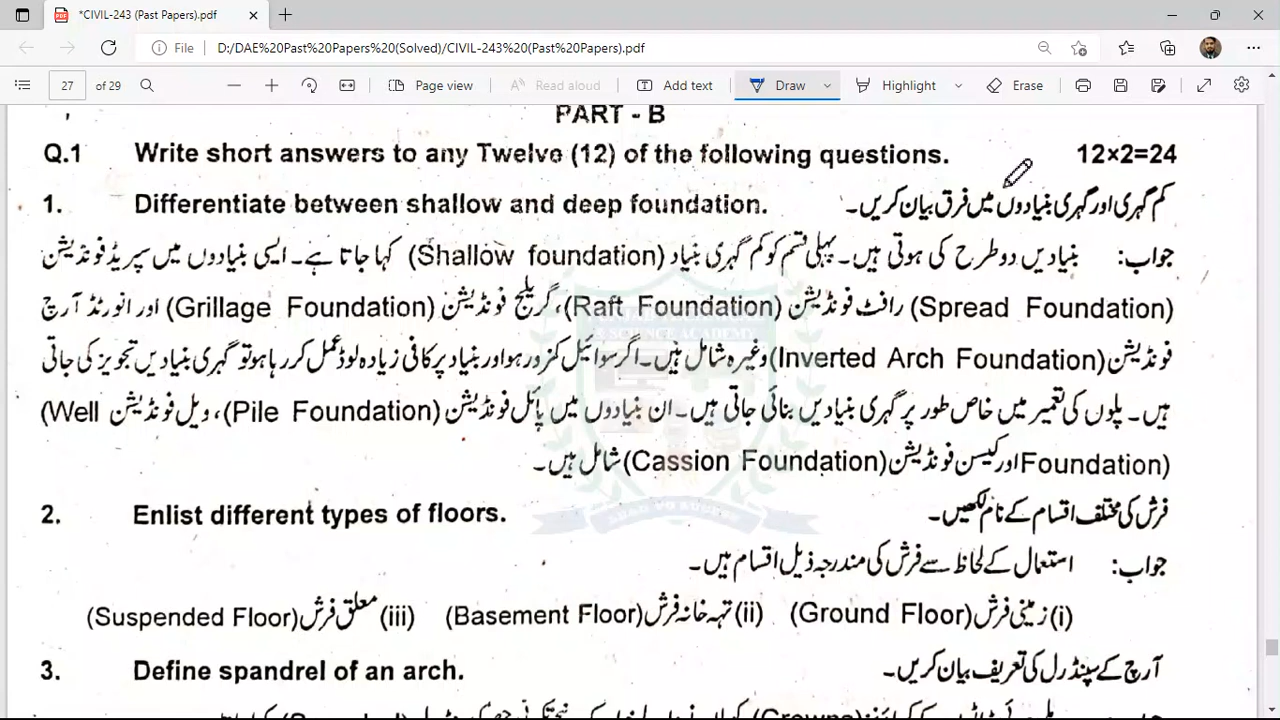 *CIVIL-243 (Past Papers).pdf
File D:/DAE%20Past%20Papers%20(Solved)/CIVIL-243%20(Past%20Papers).pdf
27 of 29 Page view Read aloud Add text Draw Highlight Erase
PART - B
Q.1 Write short answers to any Twelve (12) of the following questions. 12×2=24
1. Differentiate between shallow and deep foundation. کم گہری اور گہری بنیادوں میں فرق بیان کریں۔
جواب: بنیادیں دو طرح کی ہوتی ہیں۔ پہلی قسم کو کم گہری بنیاد (Shallow foundation) کہا جاتا ہے۔ ایسی بنیادوں میں سپریڈ فونڈیشن
(Spread Foundation) رافٹ فونڈیشن (Raft Foundation)، گریلج فونڈیشن (Grillage Foundation) اور انورٹڈ آرچ
فونڈیشن (Inverted Arch Foundation) وغیرہ شامل ہیں۔ اگر سوائیل کمزور ہو اور بنیاد پر کافی زیادہ لوڈ عمل کر رہا ہو تو گہری بنیادیں تجویز کی جاتی
ہیں۔ پلوں کی تعمیر میں خاص طور پر گہری بنیادیں بنائی جاتی ہیں۔ ان بنیادوں میں پائل فونڈیشن (Pile Foundation)، ویل فونڈیشن (Well
Foundation) اور کیسن فونڈیشن (Cassion Foundation) شامل ہیں۔
2. Enlist different types of floors. فرش کی مختلف اقسام کے نام لکھیں۔
جواب: استعمال کے لحاظ سے فرش کی مندرجہ ذیل اقسام ہیں۔
(i) زمینی فرش (Ground Floor) (ii) تہہ خانہ فرش (Basement Floor) (iii) معلق فرش (Suspended Floor)
3. Define spandrel of an arch. آرچ کے سپنڈرل کی تعریف بیان کریں۔